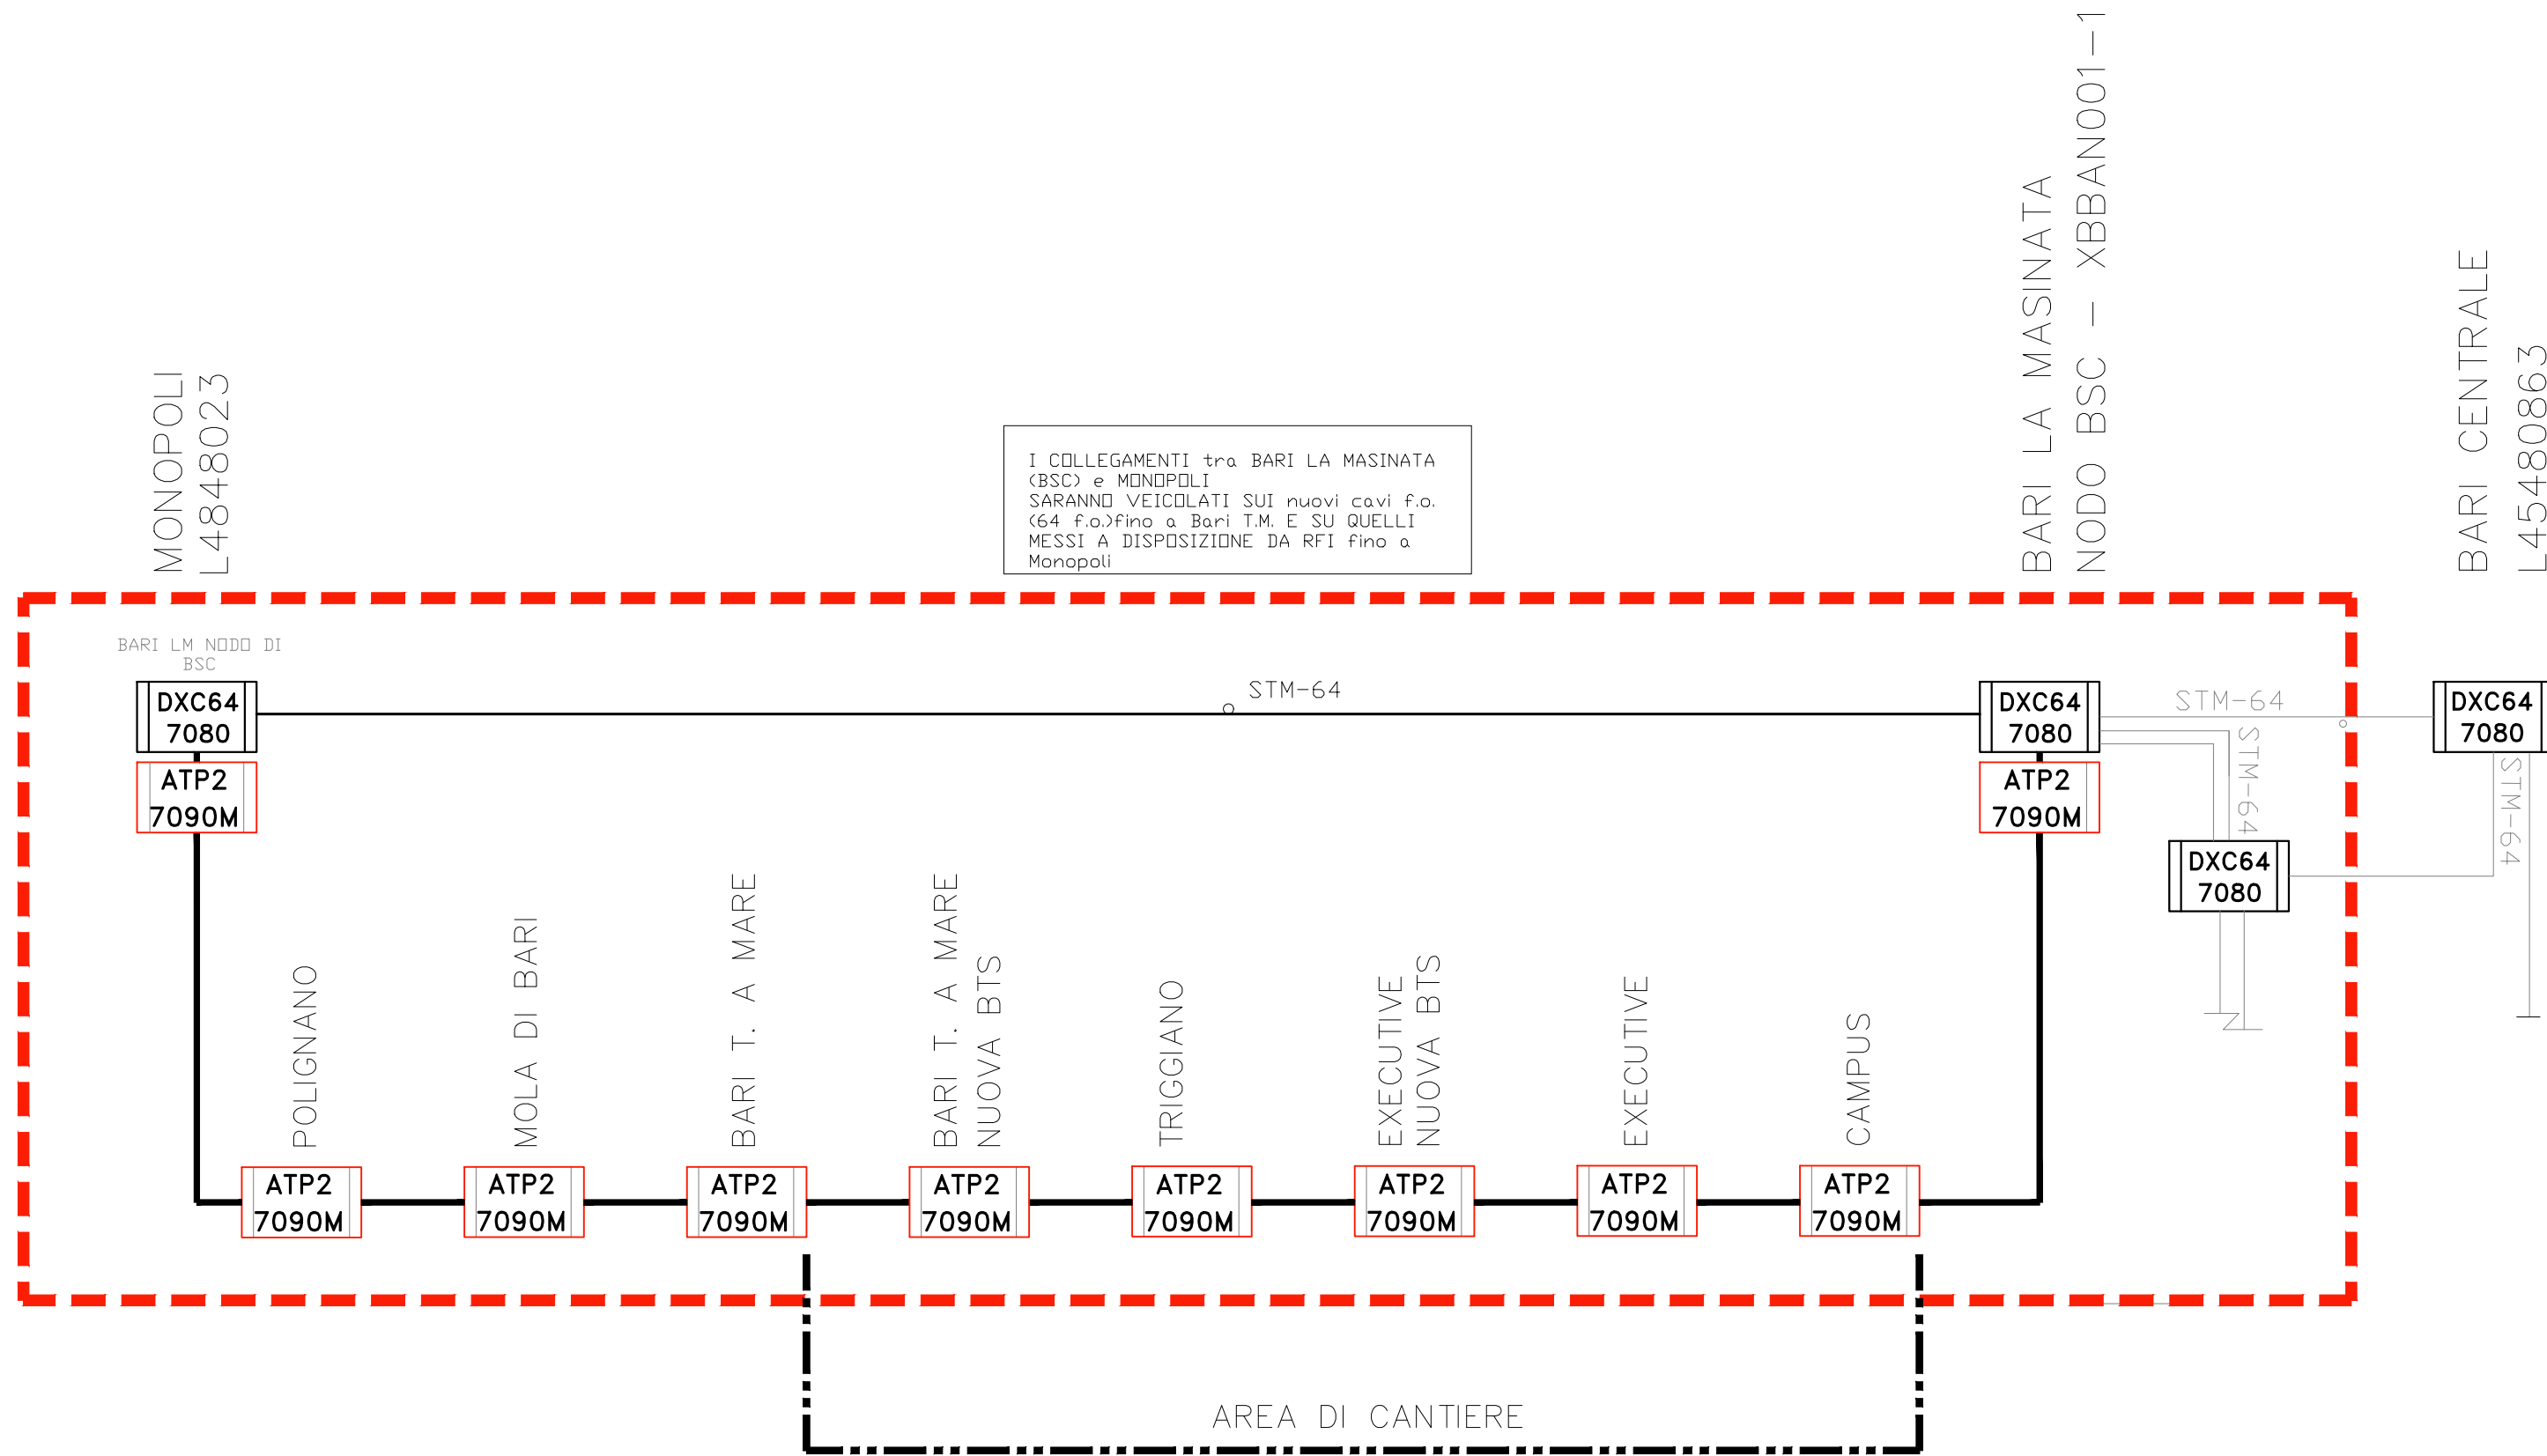 MONOPOLI
L4848023
BARI LA MASINATA
NODO BSC - XBBAN001-1
BARI CENTRALE
L45480863
I COLLEGAMENTI tra BARI LA MASINATA
(BSC) e MONOPOLI
SARANNO VEICOLATI SUI nuovi cavi f.o.
(64 f.o.)fino a Bari T.M. E SU QUELLI
MESSI A DISPOSIZIONE DA RFI fino a
Monopoli
BARI LM NODO DI
BSC
DXC64
7080
ATP2
7090M
STM-64
DXC64
7080
ATP2
7090M
STM-64
STM-64
DXC64
7080
DXC64
7080
STM-64
POLIGNANO
MOLA DI BARI
BARI T. A MARE
BARI T. A MARE
NUOVA BTS
TRIGGIANO
EXECUTIVE
NUOVA BTS
EXECUTIVE
CAMPUS
ATP2
7090M
ATP2
7090M
ATP2
7090M
ATP2
7090M
ATP2
7090M
ATP2
7090M
ATP2
7090M
ATP2
7090M
AREA DI CANTIERE